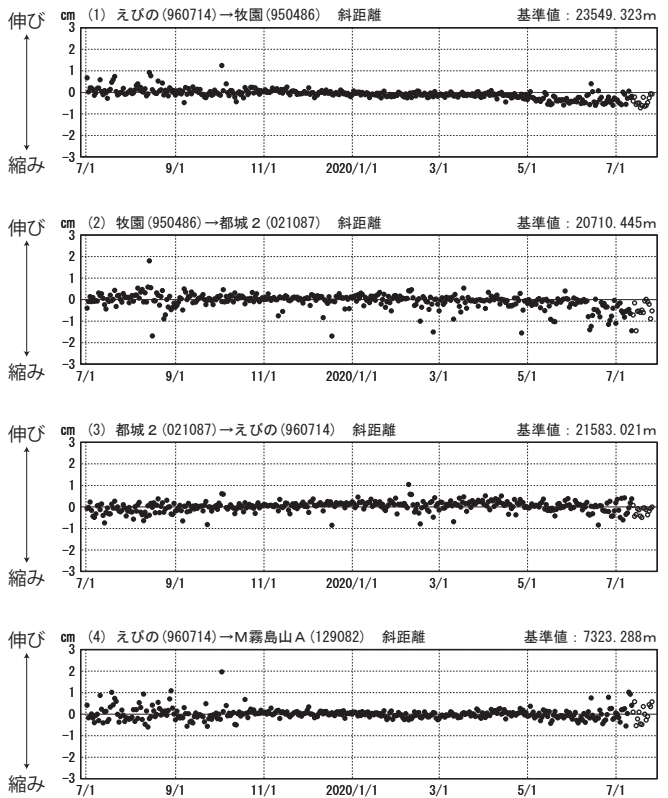 伸び cm (1) えびの(960714)→牧園(950486) 斜距離 基準値：23549.323m
3
2
1
0
-1
-2
縮み -3
7/1 9/1 11/1 2020/1/1 3/1 5/1 7/1
伸び cm (2) 牧園(950486)→都城2(021087) 斜距離 基準値：20710.445m
3
2
1
0
-1
-2
縮み -3
7/1 9/1 11/1 2020/1/1 3/1 5/1 7/1
伸び cm (3) 都城2(021087)→えびの(960714) 斜距離 基準値：21583.021m
3
2
1
0
-1
-2
縮み -3
7/1 9/1 11/1 2020/1/1 3/1 5/1 7/1
伸び cm (4) えびの(960714)→M霧島山A(129082) 斜距離 基準値：7323.288m
3
2
1
0
-1
-2
縮み -3
7/1 9/1 11/1 2020/1/1 3/1 5/1 7/1